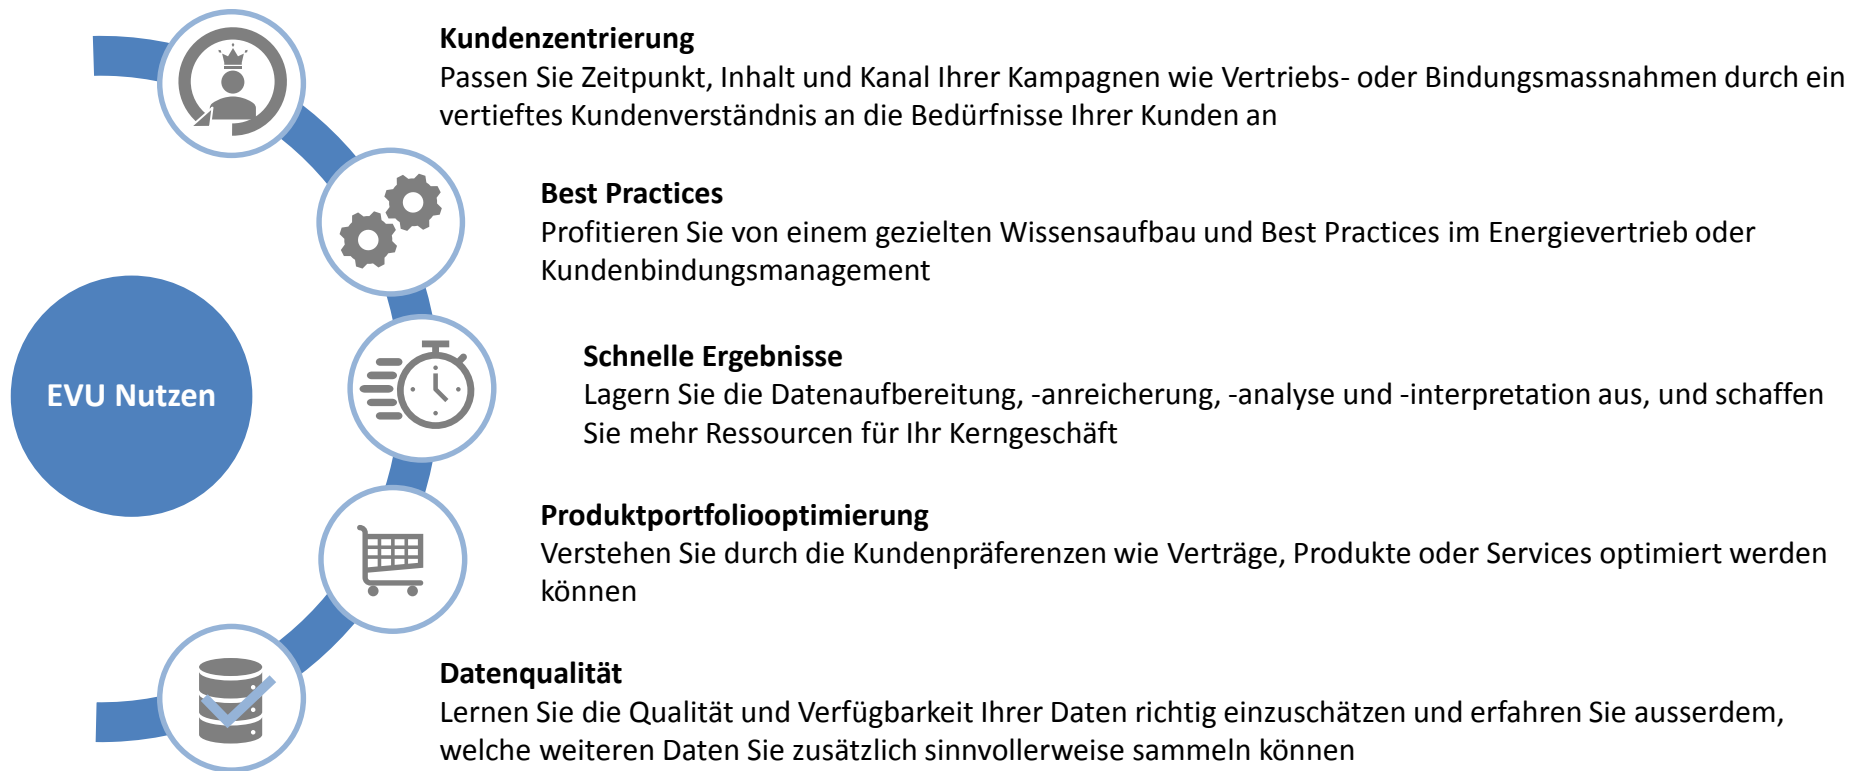 Kundenzentrierung
Passen Sie Zeitpunkt, Inhalt und Kanal Ihrer Kampagnen wie Vertriebs- oder Bindungsmassnahmen durch ein
vertieftes Kundenverständnis an die Bedürfnisse Ihrer Kunden an
Best Practices
Profitieren Sie von einem gezielten Wissensaufbau und Best Practices im Energievertrieb oder
Kundenbindungsmanagement
EVU Nutzen
Schnelle Ergebnisse
Lagern Sie die Datenaufbereitung, -anreicherung, -analyse und -interpretation aus, und schaffen
Sie mehr Ressourcen für Ihr Kerngeschäft
Produktportfoliooptimierung
Verstehen Sie durch die Kundenpräferenzen wie Verträge, Produkte oder Services optimiert werden
können
Datenqualität
Lernen Sie die Qualität und Verfügbarkeit Ihrer Daten richtig einzuschätzen und erfahren Sie ausserdem,
welche weiteren Daten Sie zusätzlich sinnvollerweise sammeln können